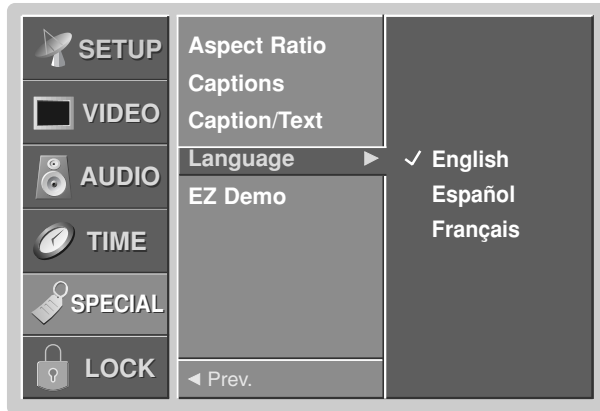 SETUP
VIDEO
AUDIO
TIME
SPECIAL
LOCK
Aspect Ratio
Captions
Caption/Text
Language ►
EZ Demo
◄ Prev.
✓ English
Español
Français